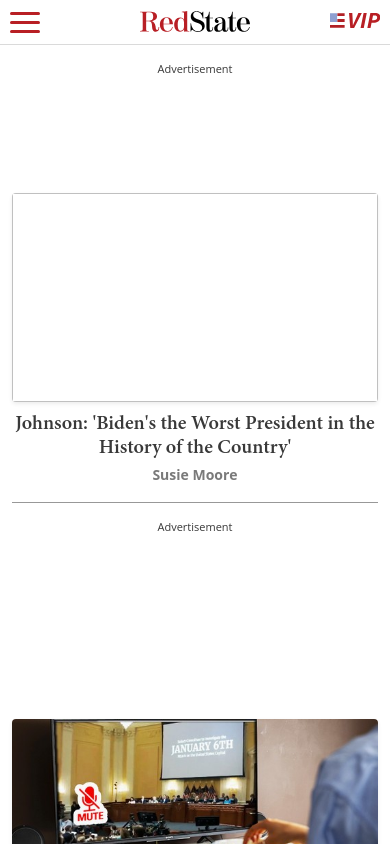 RedState
VIP
Advertisement
Johnson: 'Biden's the Worst President in the
History of the Country'
Susie Moore
Advertisement
JANUARY 6TH
MUTE